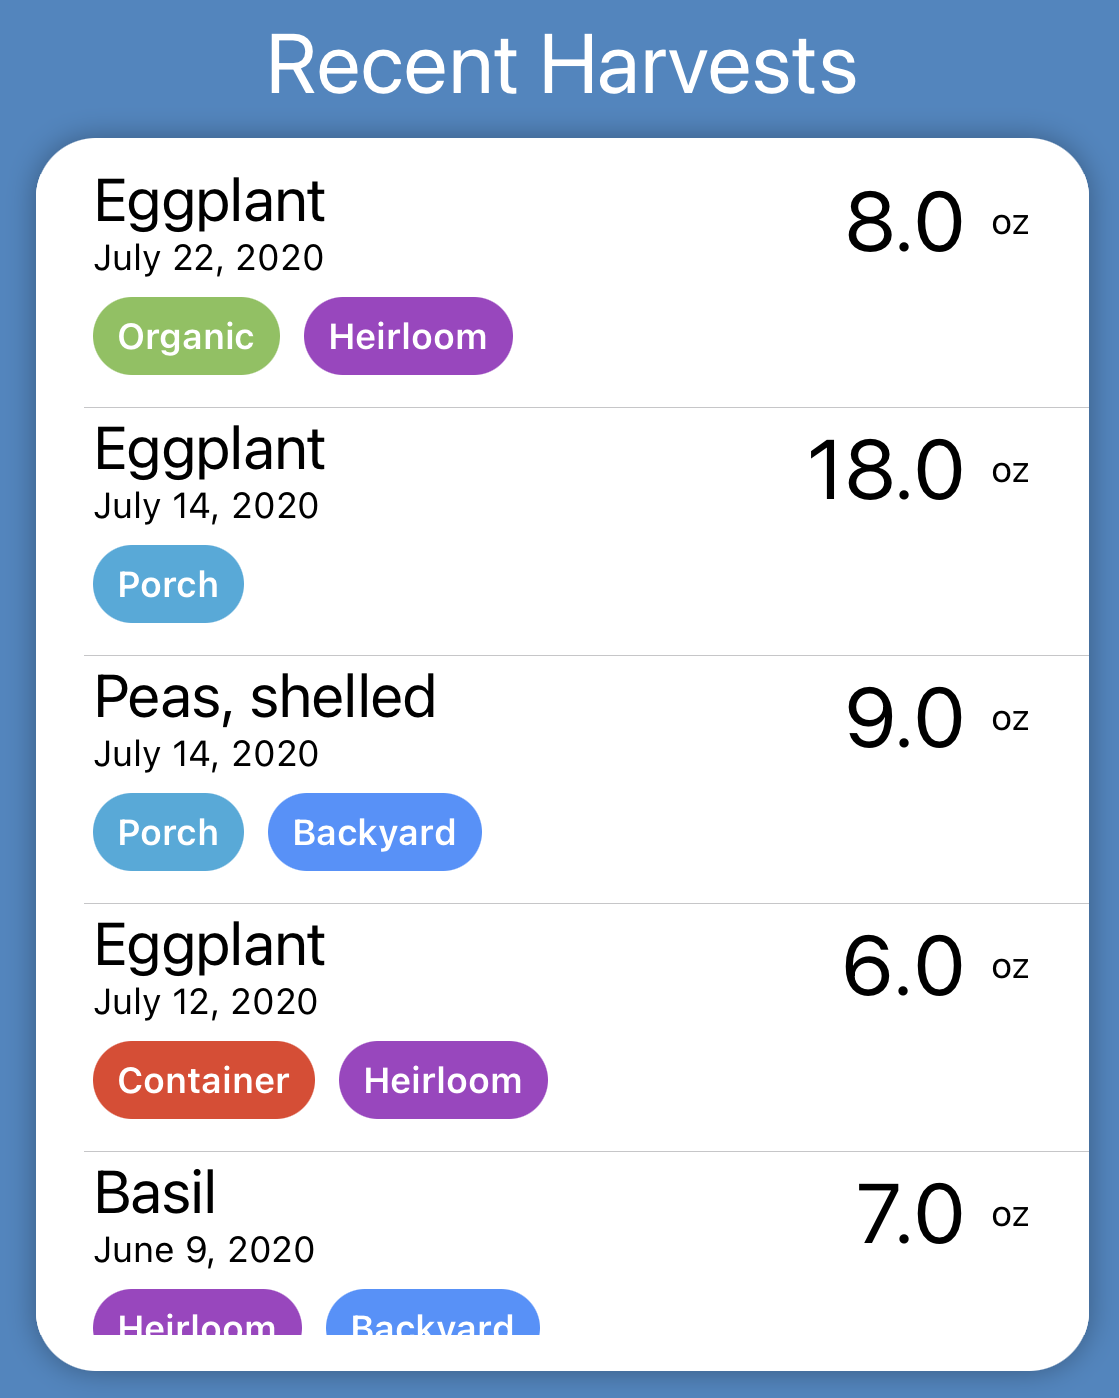 Recent Harvests
Eggplant 8.0 oz
July 22, 2020
Organic Heirloom
Eggplant 18.0 oz
July 14, 2020
Porch
Peas, shelled 9.0 oz
July 14, 2020
Porch Backyard
Eggplant 6.0 oz
July 12, 2020
Container Heirloom
Basil 7.0 oz
June 9, 2020
Heirloom Backyard